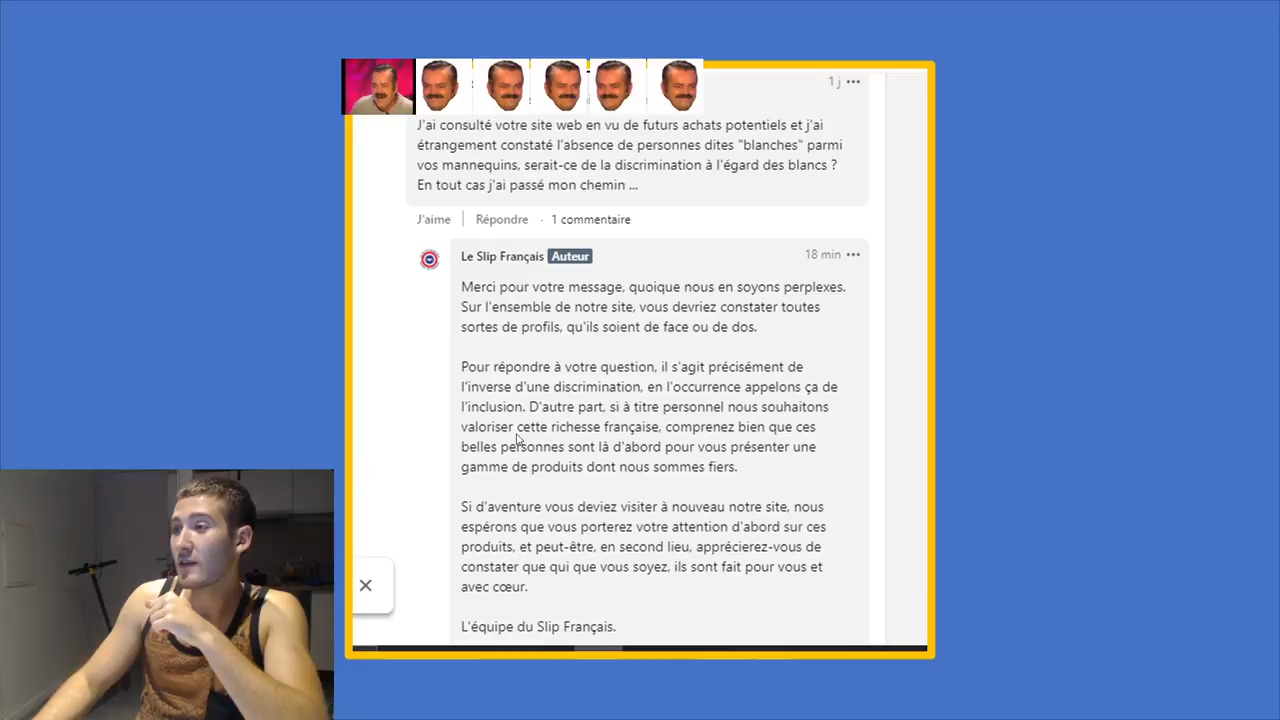 1 j
J'ai consulté votre site web en vu de futurs achats potentiels et j'ai
étrangement constaté l'absence de personnes dites "blanches" parmi
vos mannequins, serait-ce de la discrimination à l'égard des blancs ?
En tout cas j'ai passé mon chemin ...
J'aime | Répondre · 1 commentaire
Le Slip Français Auteur 18 min
Merci pour votre message, quoique nous en soyons perplexes.
Sur l'ensemble de notre site, vous devriez constater toutes
sortes de profils, qu'ils soient de face ou de dos.
Pour répondre à votre question, il s'agit précisément de
l'inverse d'une discrimination, en l'occurrence appelons ça de
l'inclusion. D'autre part, si à titre personnel nous souhaitons
valoriser cette richesse française, comprenez bien que ces
belles personnes sont là d'abord pour vous présenter une
gamme de produits dont nous sommes fiers.
Si d'aventure vous deviez visiter à nouveau notre site, nous
espérons que vous porterez votre attention d'abord sur ces
produits, et peut-être, en second lieu, apprécierez-vous de
constater que qui que vous soyez, ils sont fait pour vous et
avec cœur.
L'équipe du Slip Français.